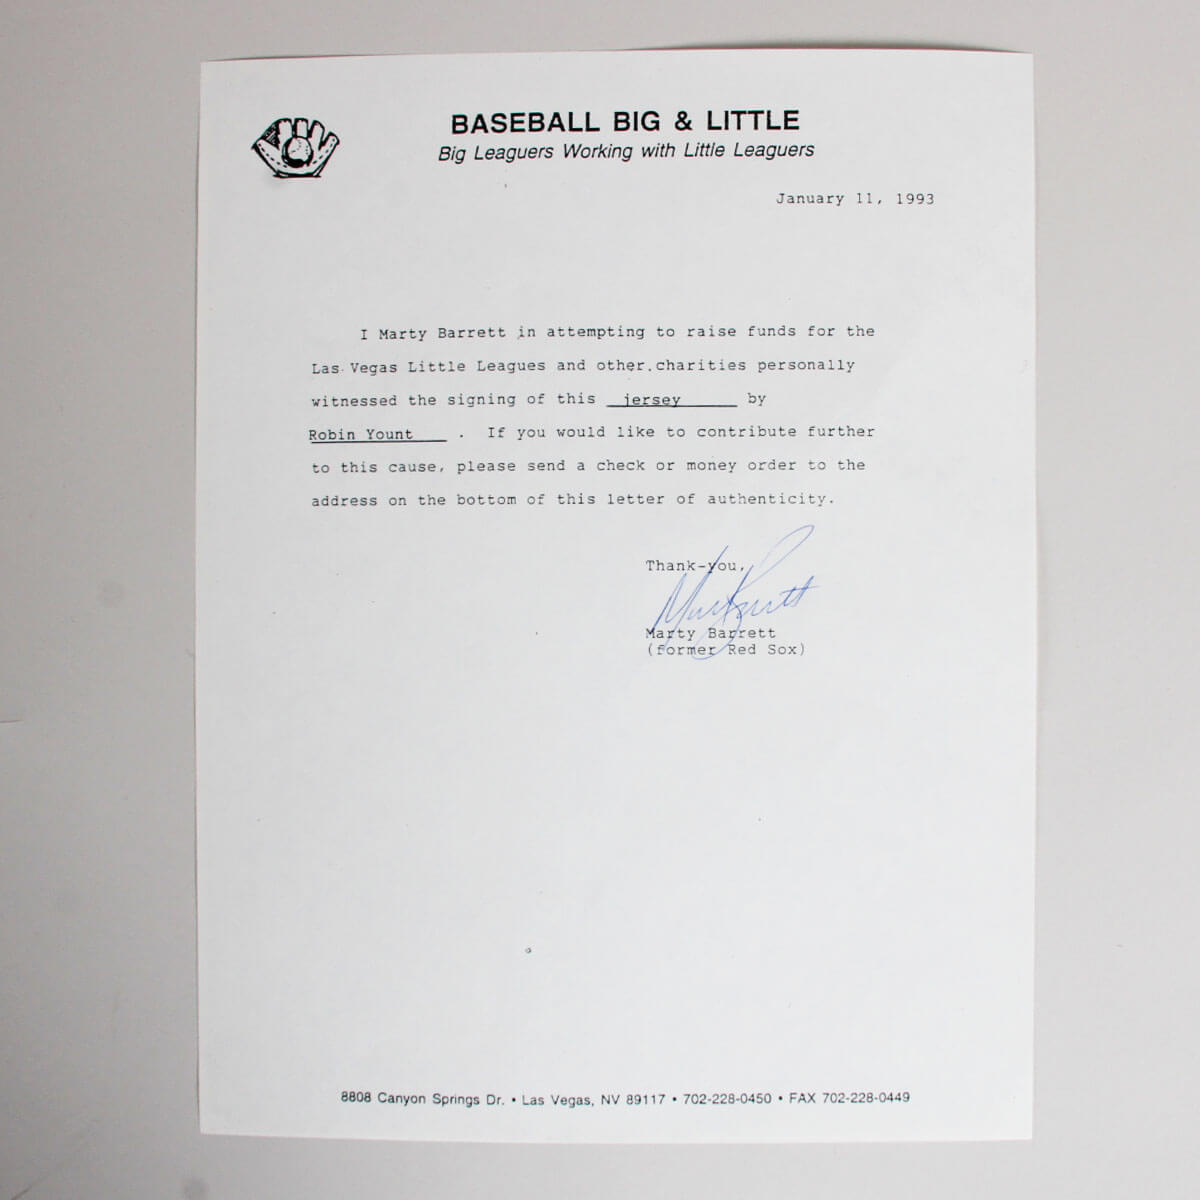 BASEBALL BIG & LITTLE
Big Leaguers Working with Little Leaguers
January 11, 1993
I Marty Barrett in attempting to raise funds for the
Las Vegas Little Leagues and other charities personally
witnessed the signing of this jersey by
Robin Yount . If you would like to contribute further
to this cause, please send a check or money order to the
address on the bottom of this letter of authenticity.
Thank-you,
Marty Barrett
(former Red Sox)
8808 Canyon Springs Dr. • Las Vegas, NV 89117 • 702-228-0450 • FAX 702-228-0449